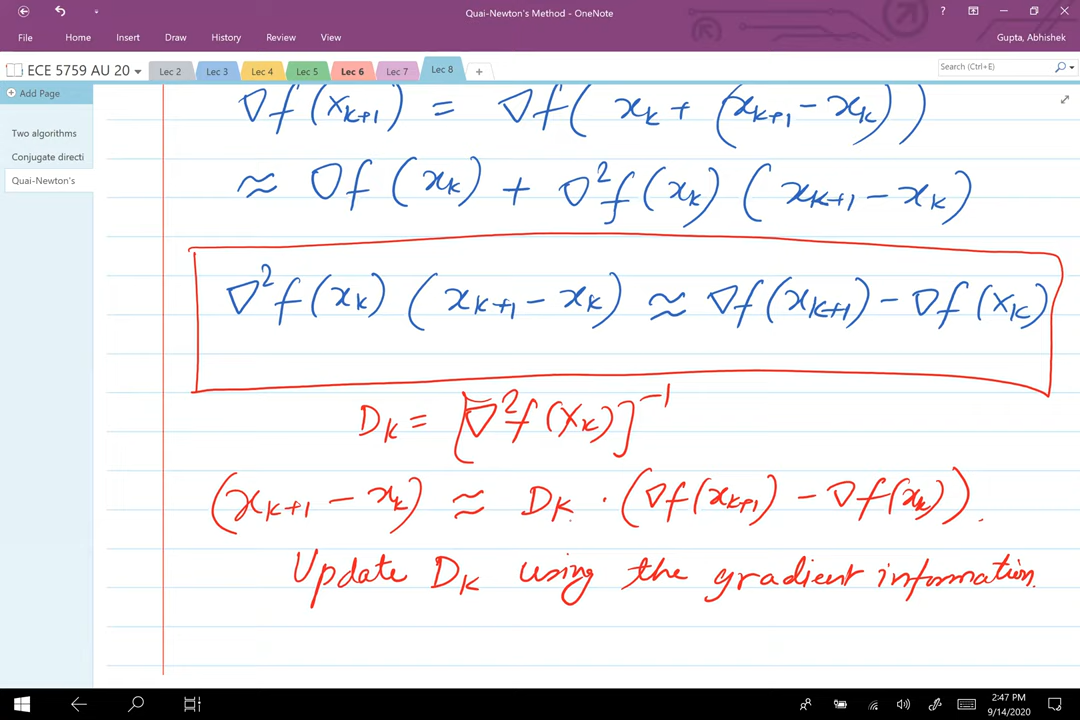 Quai-Newton's Method - OneNote
?
File Home Insert Draw History Review View Gupta, Abhishek
ECE 5759 AU 20 Lec 2 Lec 3 Lec 4 Lec 5 Lec 6 Lec 7 Lec 8 + Search (Ctrl+E)
Add Page
Two algorithms
Conjugate directi
Quai-Newton's
∇f(x_{k+1}) = ∇f(x_k + (x_{k+1} - x_k))
≈ ∇f(x_k) + ∇²f(x_k)(x_{k+1} - x_k)
∇²f(x_k)(x_{k+1} - x_k) ≈ ∇f(x_{k+1}) - ∇f(x_k)
D_k = [∇²f(x_k)]^{-1}
(x_{k+1} - x_k) ≈ D_k · (∇f(x_{k+1}) - ∇f(x_k)).
Update D_k using the gradient information.
2:47 PM
9/14/2020